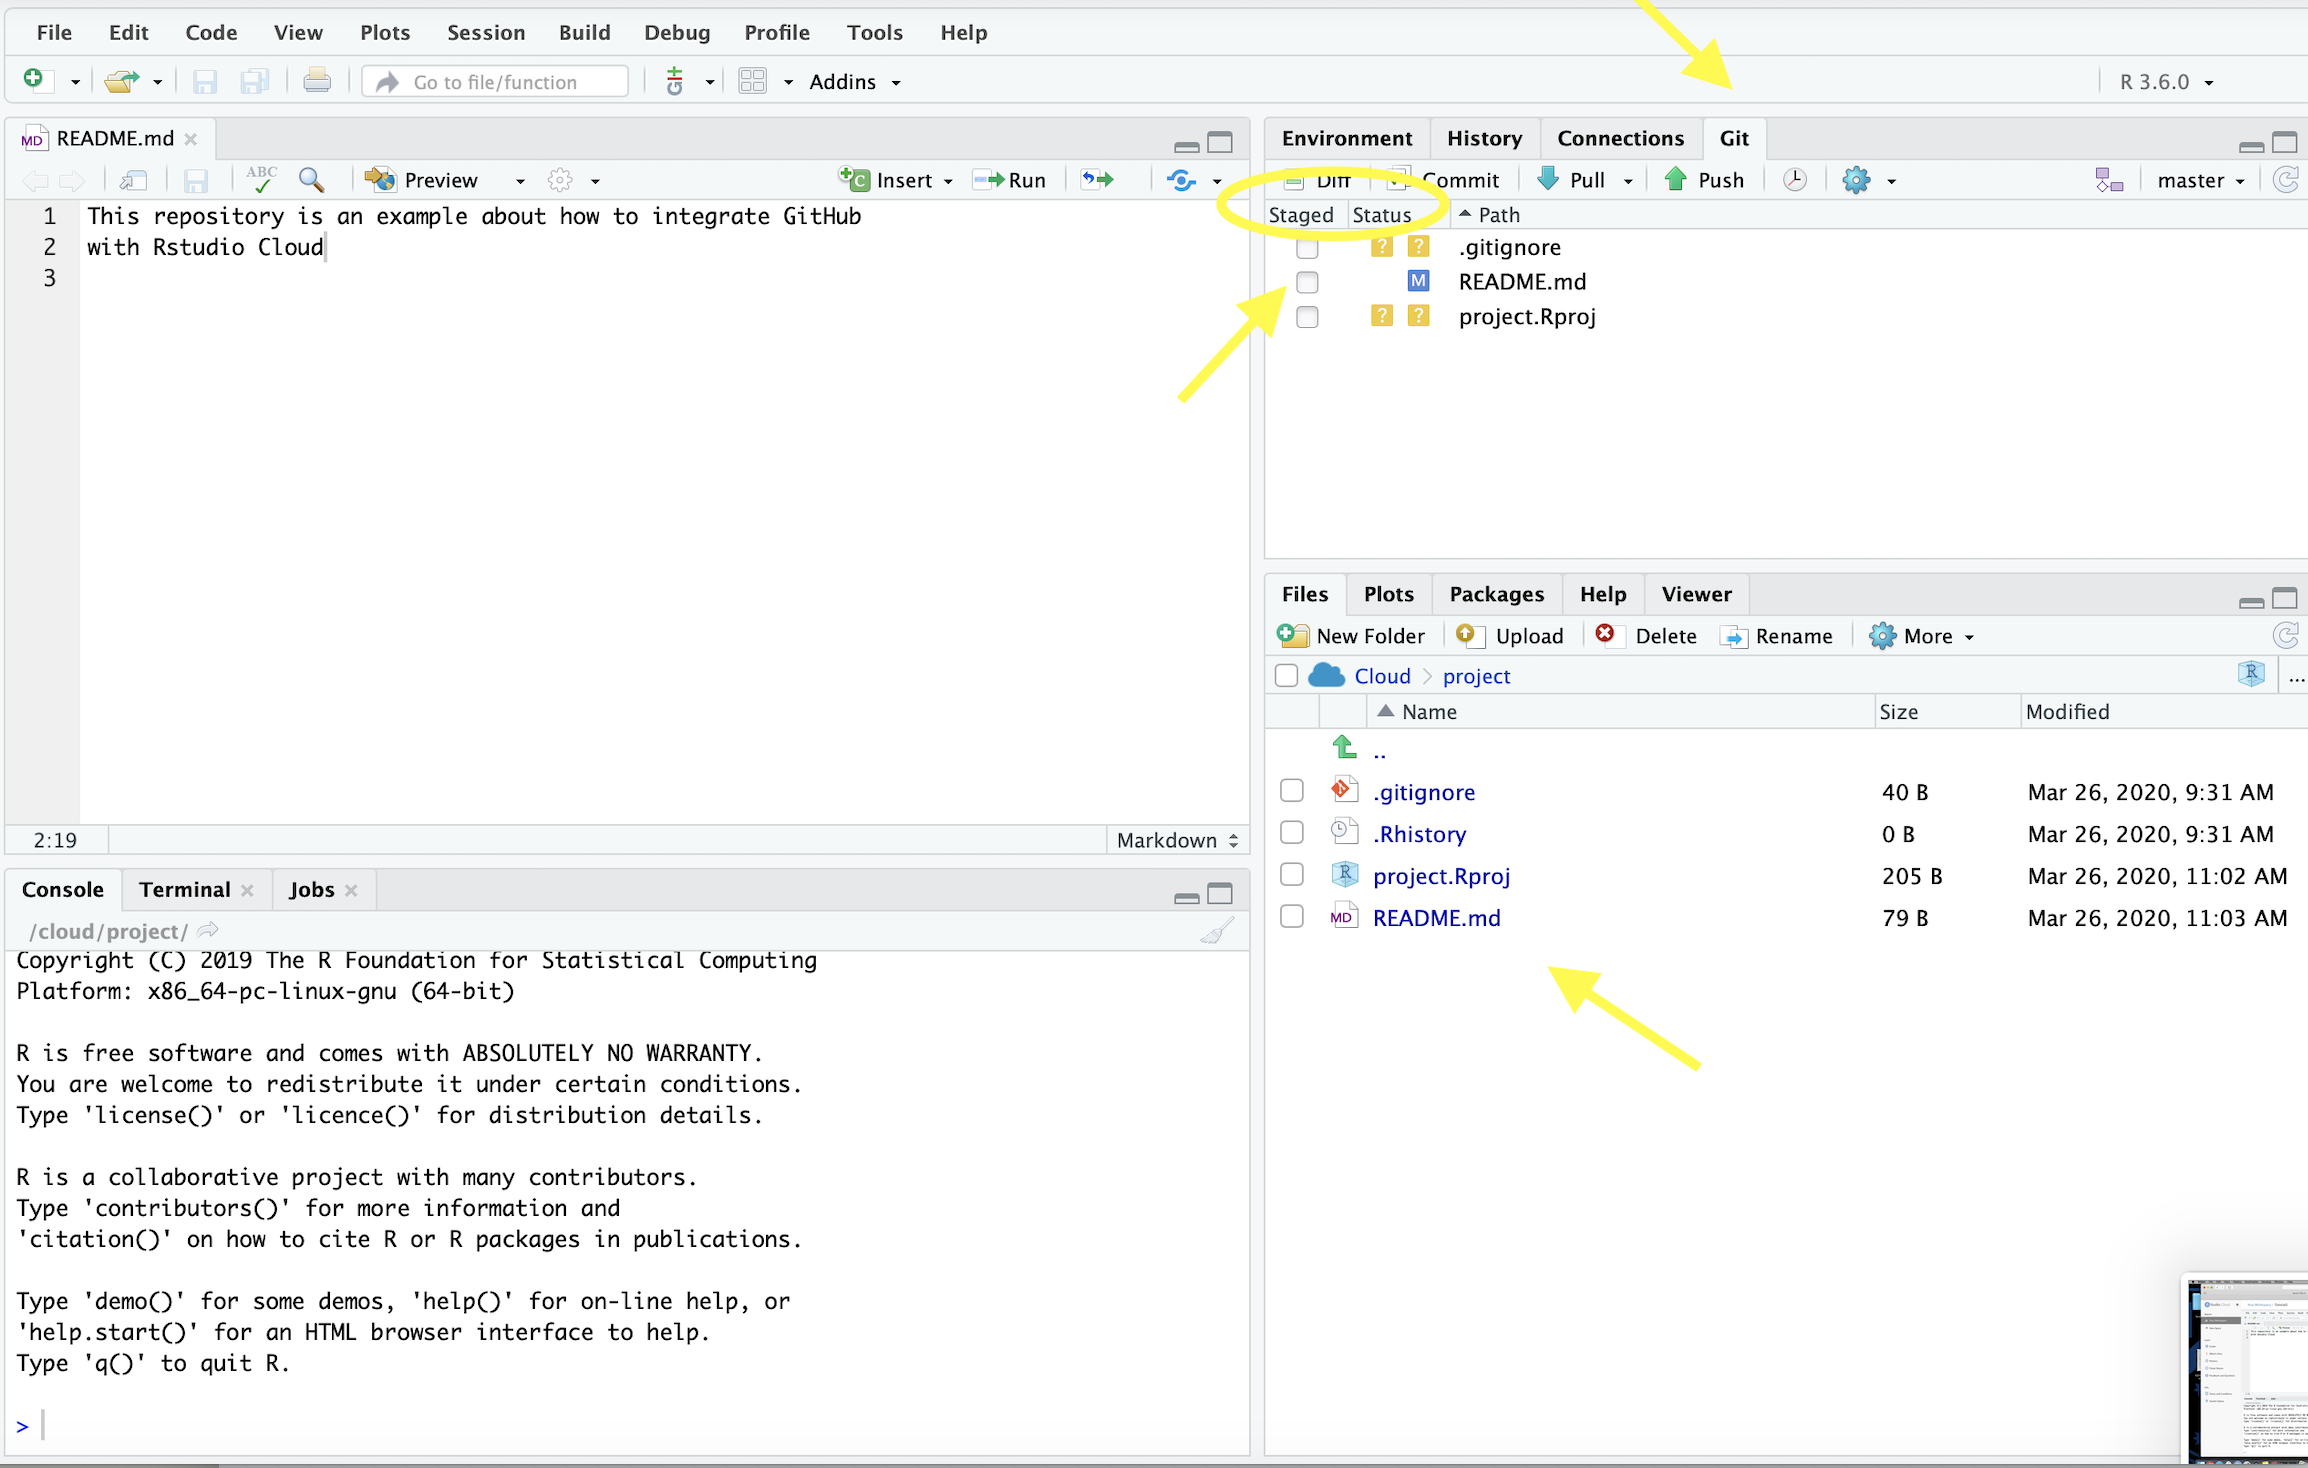 File Edit Code View Plots Session Build Debug Profile Tools Help
Go to file/function Addins R 3.6.0
MD README.md
ABC Preview Insert Run
1 This repository is an example about how to integrate GitHub
2 with Rstudio Cloud
3
2:19 Markdown
Console Terminal Jobs
/cloud/project/
Copyright (C) 2019 The R Foundation for Statistical Computing
Platform: x86_64-pc-linux-gnu (64-bit)
R is free software and comes with ABSOLUTELY NO WARRANTY.
You are welcome to redistribute it under certain conditions.
Type 'license()' or 'licence()' for distribution details.
R is a collaborative project with many contributors.
Type 'contributors()' for more information and
'citation()' on how to cite R or R packages in publications.
Type 'demo()' for some demos, 'help()' for on-line help, or
'help.start()' for an HTML browser interface to help.
Type 'q()' to quit R.
>
Environment History Connections Git
Diff Commit Pull Push master
Staged Status Path
? ? .gitignore
M README.md
? ? project.Rproj
Files Plots Packages Help Viewer
New Folder Upload Delete Rename More
Cloud project R ...
Name Size Modified
..
.gitignore 40 B Mar 26, 2020, 9:31 AM
.Rhistory 0 B Mar 26, 2020, 9:31 AM
R project.Rproj 205 B Mar 26, 2020, 11:02 AM
MD README.md 79 B Mar 26, 2020, 11:03 AM